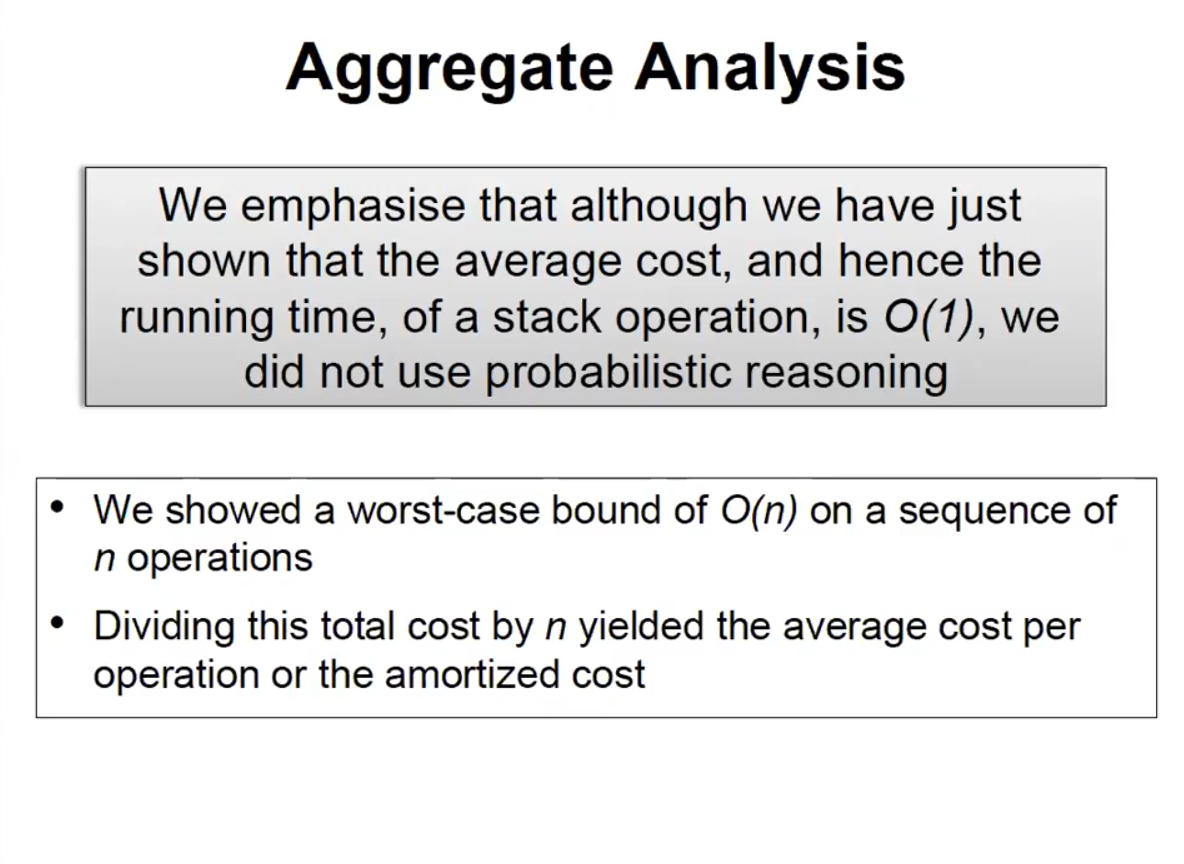 Aggregate Analysis
We emphasise that although we have just
shown that the average cost, and hence the
running time, of a stack operation, is O(1), we
did not use probabilistic reasoning
• We showed a worst-case bound of O(n) on a sequence of
n operations
• Dividing this total cost by n yielded the average cost per
operation or the amortized cost